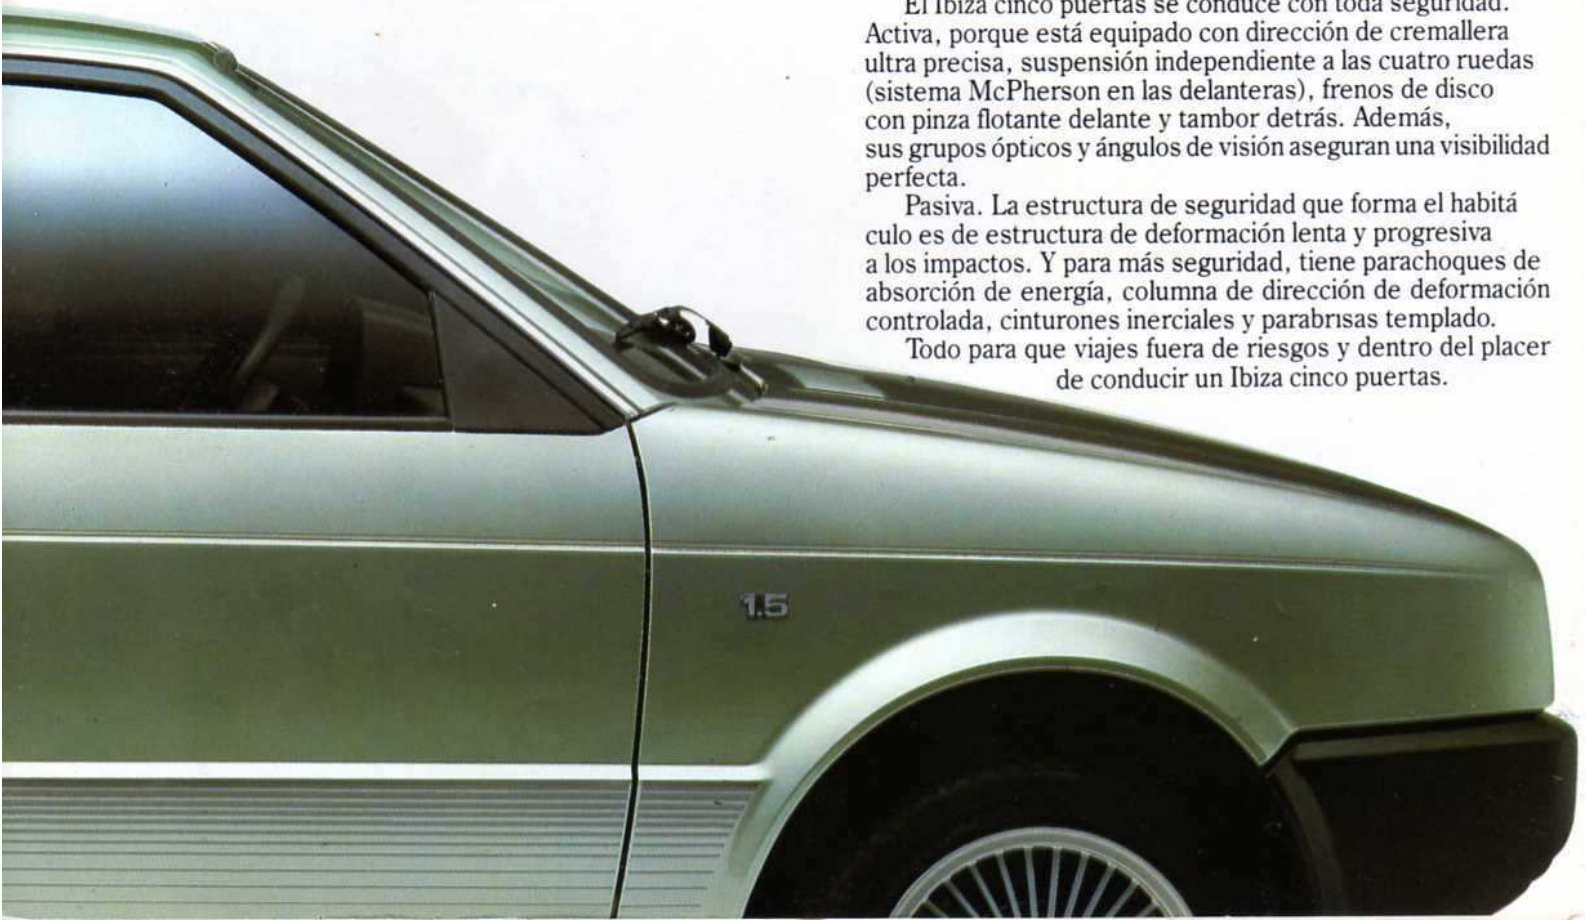 El Ibiza cinco puertas se conduce con toda seguridad.
Activa, porque está equipado con dirección de cremallera
ultra precisa, suspensión independiente a las cuatro ruedas
(sistema McPherson en las delanteras), frenos de disco
con pinza flotante delante y tambor detrás. Además,
sus grupos ópticos y ángulos de visión aseguran una visibilidad
perfecta.
Pasiva. La estructura de seguridad que forma el habitá
culo es de estructura de deformación lenta y progresiva
a los impactos. Y para más seguridad, tiene parachoques de
absorción de energía, columna de dirección de deformación
controlada, cinturones inerciales y parabrisas templado.
Todo para que viajes fuera de riesgos y dentro del placer
de conducir un Ibiza cinco puertas.
1.5